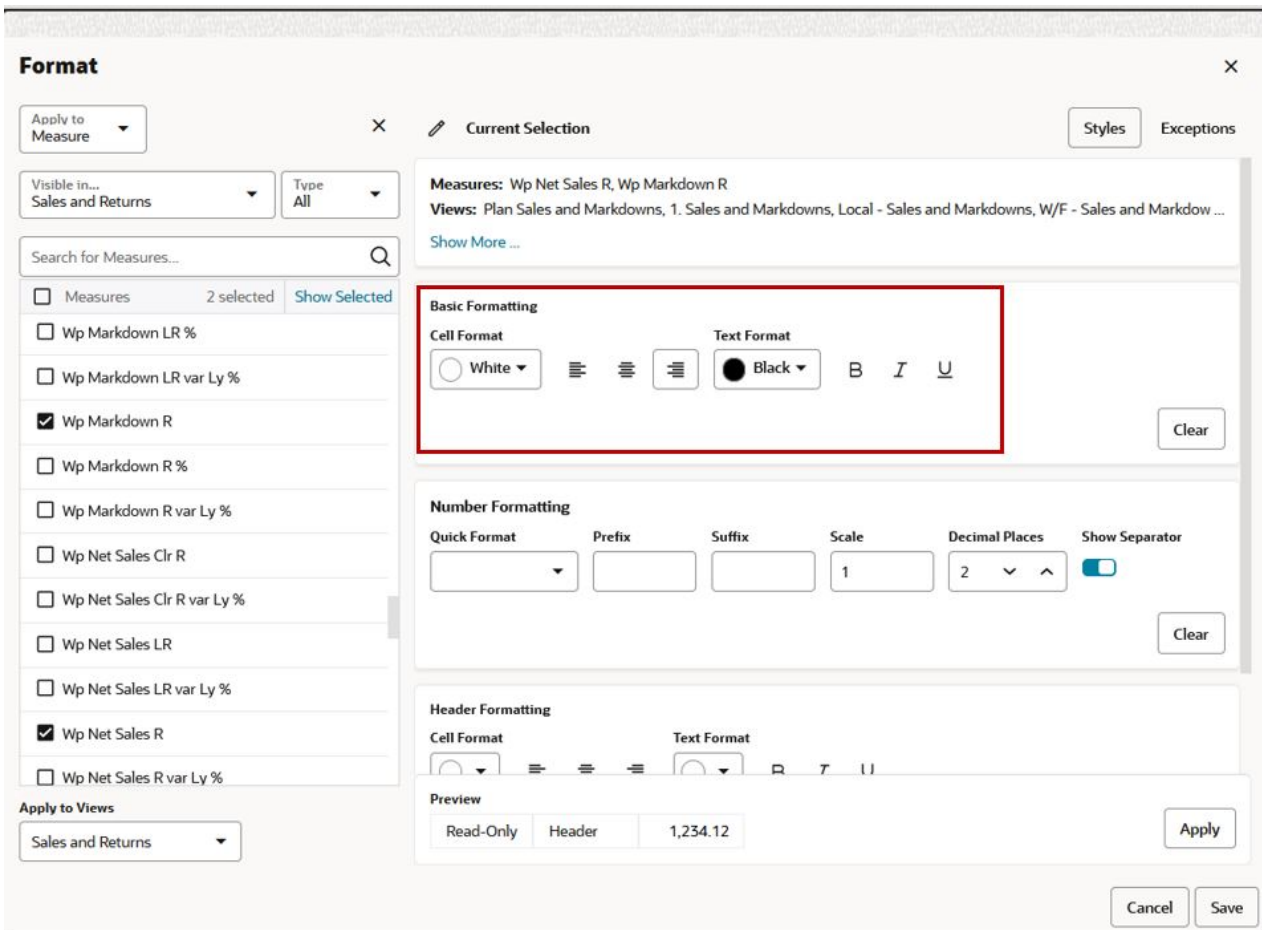 Format
Apply to
Measure
Visible in...
Sales and Returns
Type
All
Search for Measures...
Measures 2 selected Show Selected
Wp Markdown LR %
Wp Markdown LR var Ly %
Wp Markdown R
Wp Markdown R %
Wp Markdown R var Ly %
Wp Net Sales Clr R
Wp Net Sales Clr R var Ly %
Wp Net Sales LR
Wp Net Sales LR var Ly %
Wp Net Sales R
Wp Net Sales R var Ly %
Apply to Views
Sales and Returns
Current Selection
Styles Exceptions
Measures: Wp Net Sales R, Wp Markdown R
Views: Plan Sales and Markdowns, 1. Sales and Markdowns, Local - Sales and Markdowns, W/F - Sales and Markdow ...
Show More ...
Basic Formatting
Cell Format Text Format
White Black B I U
Clear
Number Formatting
Quick Format Prefix Suffix Scale Decimal Places Show Separator
1 2
Clear
Header Formatting
Cell Format Text Format
B I U
Preview
Read-Only Header 1,234.12
Apply
Cancel Save